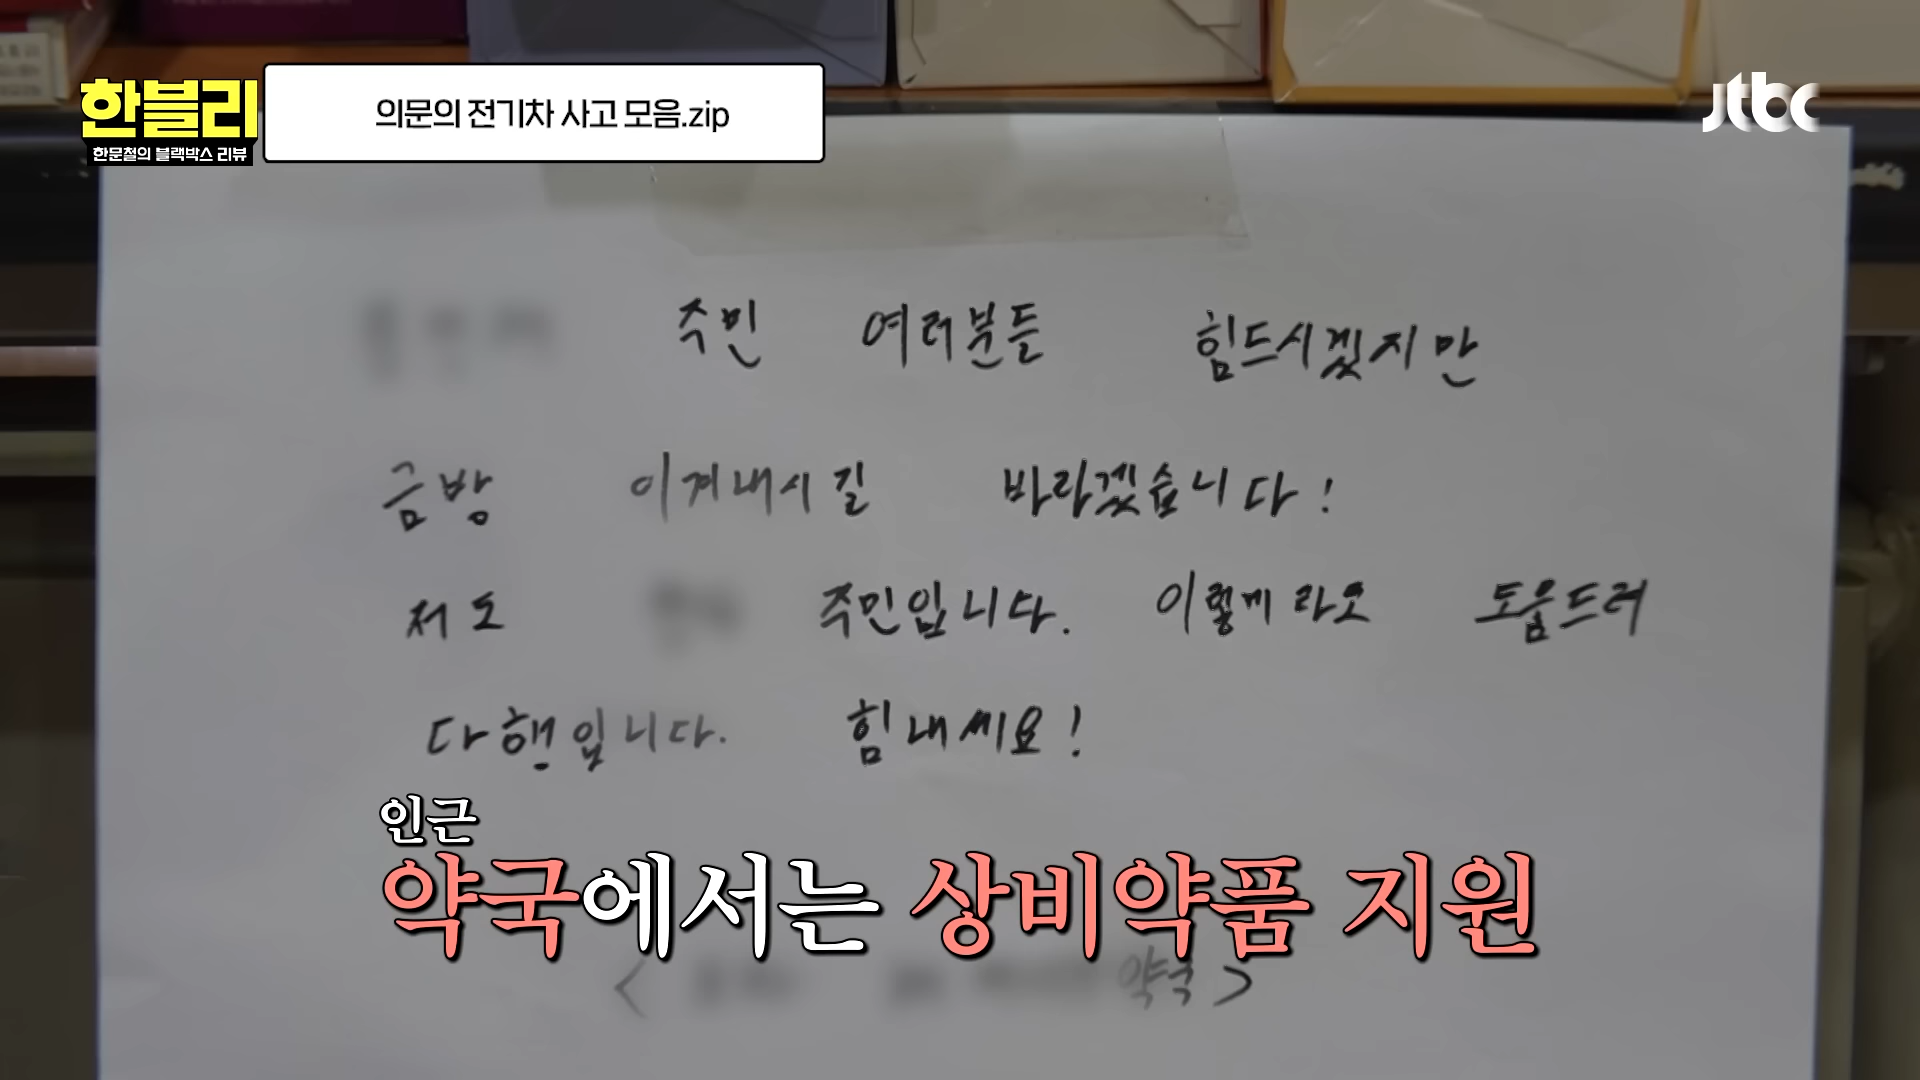 한블리
한문철의 블랙박스 리뷰
의문의 전기차 사고 모음.zip
jtbc
주민 여러분들 힘드시겠지만
금방 이겨내시길 바라겠습니다!
저도 주민입니다. 이렇게라도 도움드려
다행입니다. 힘내세요!
인근
약국에서는 상비약품 지원
< 약국>